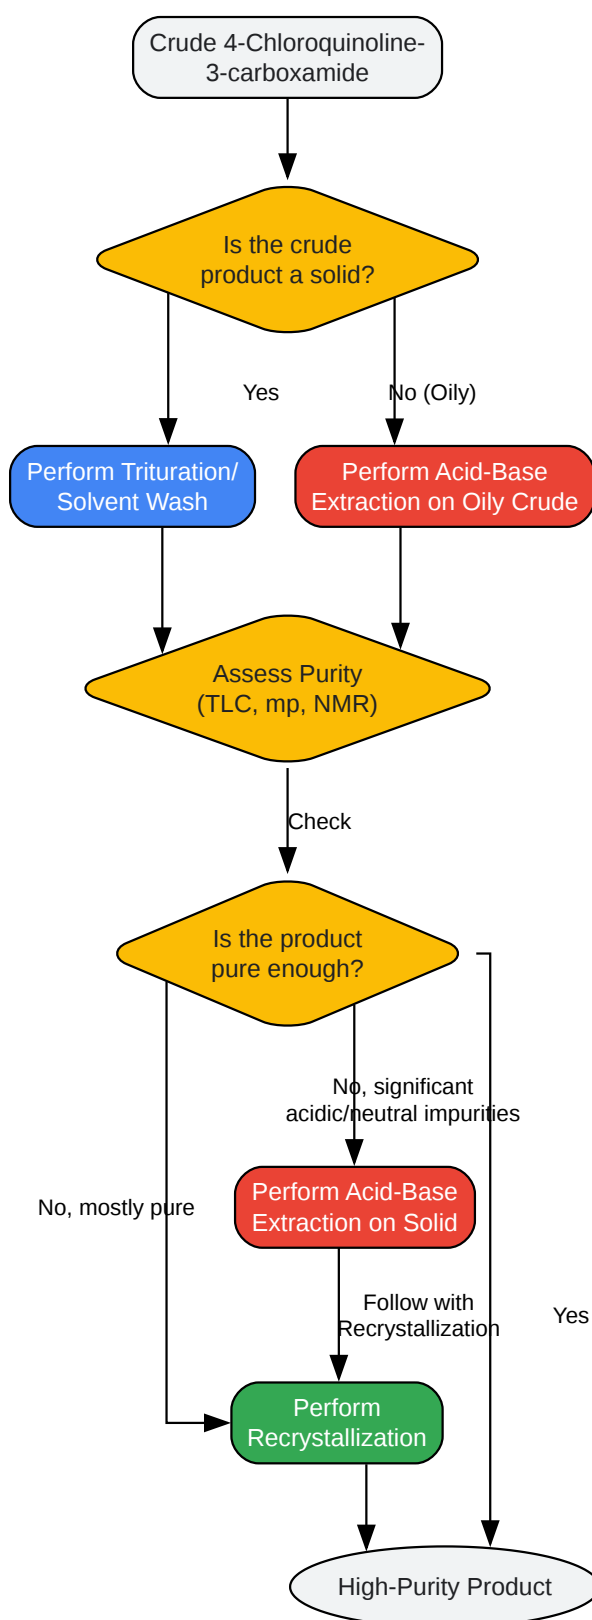 Crude 4-Chloroquinoline-
3-carboxamide
Is the crude
product a solid?
Yes
No (Oily)
Perform Trituration/
Solvent Wash
Perform Acid-Base
Extraction on Oily Crude
Assess Purity
(TLC, mp, NMR)
Check
Is the product
pure enough?
No, significant
acidic/neutral impurities
Perform Acid-Base
Extraction on Solid
No, mostly pure
Follow with
Recrystallization
Yes
Perform
Recrystallization
High-Purity Product